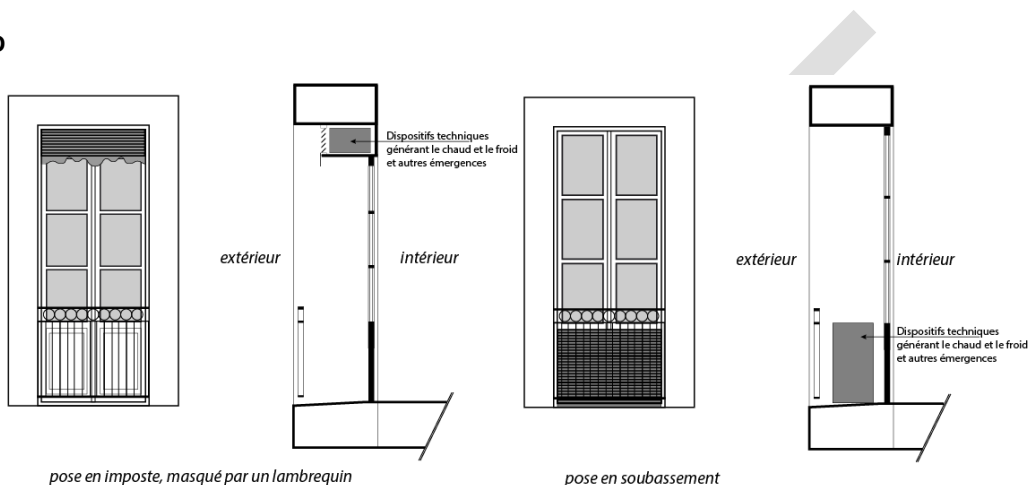 Dispositifs techniques
générant le chaud et le froid
et autres émergences
extérieur
intérieur
pose en imposte, masqué par un lambrequin
extérieur
intérieur
Dispositifs techniques
générant le chaud et le froid
et autres émergences
pose en soubassement